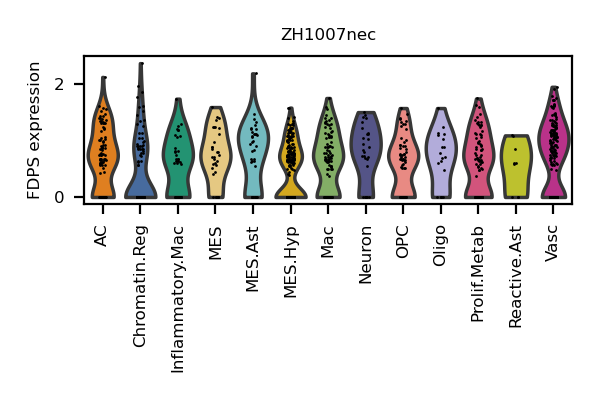 ZH1007nec
FDPS expression
2
0
AC
Chromatin.Reg
Inflammatory.Mac
MES
MES.Ast
MES.Hyp
Mac
Neuron
OPC
Oligo
Prolif.Metab
Reactive.Ast
Vasc